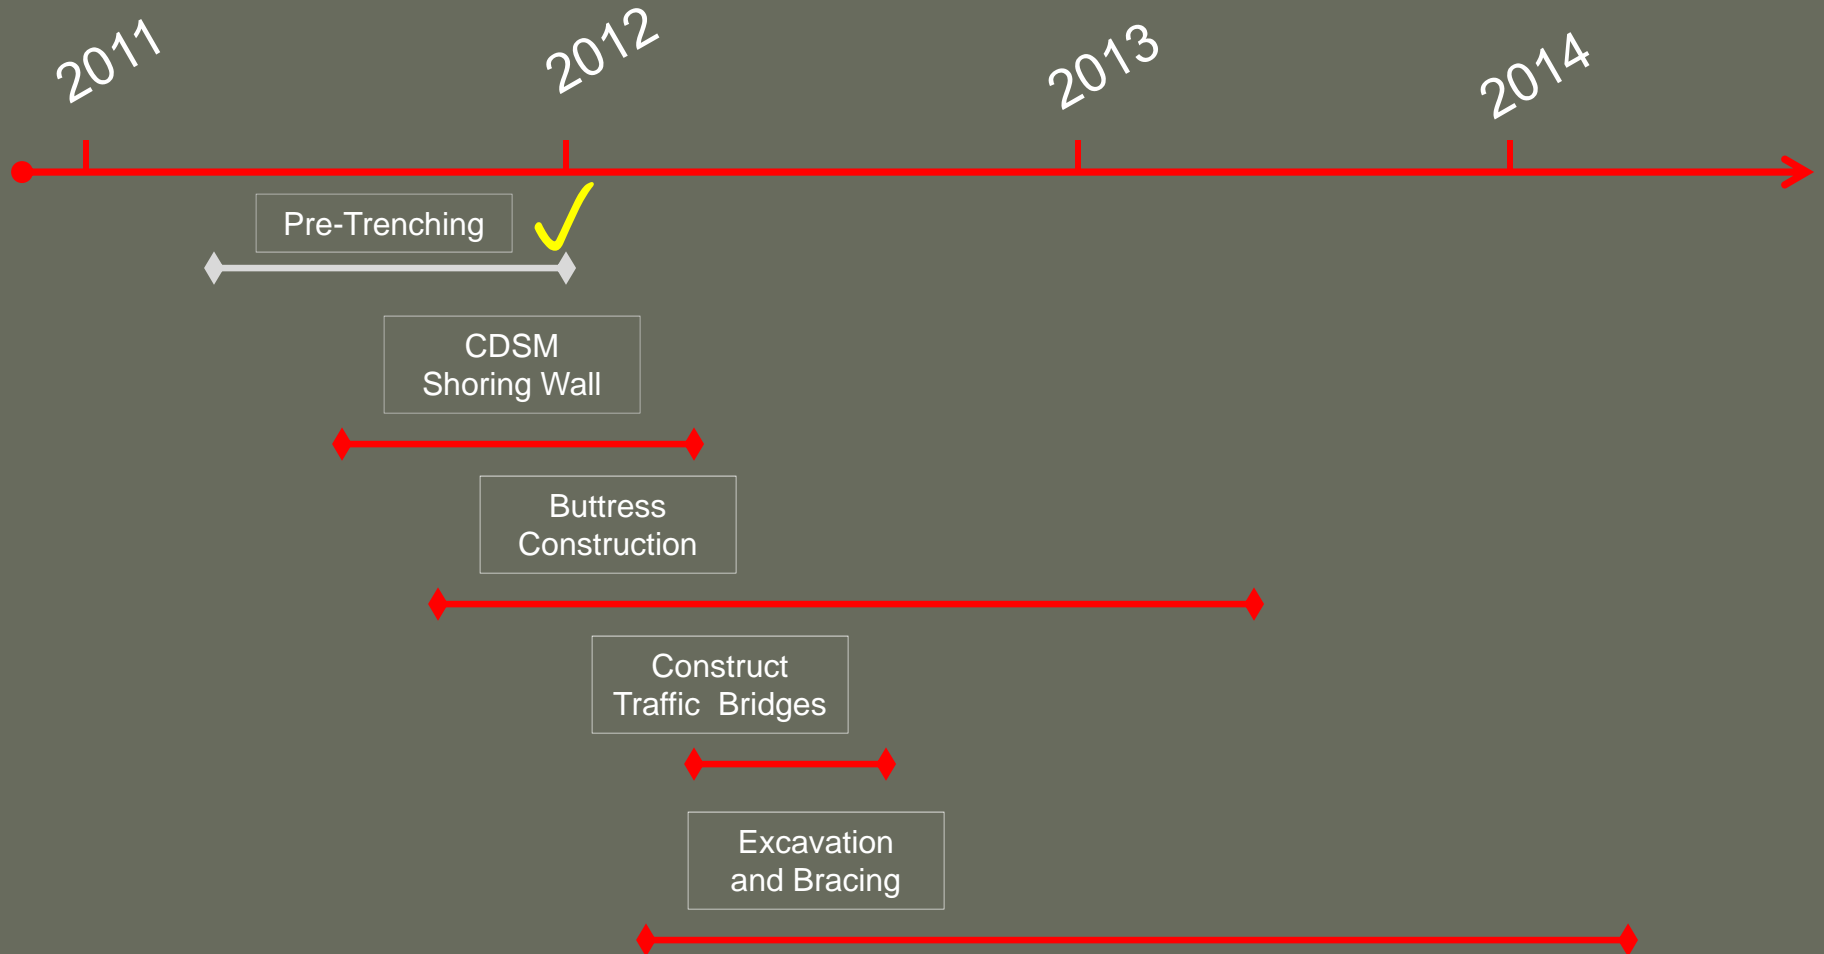 2011
2012
2013
2014
Pre-Trenching
CDSM
Shoring Wall
Buttress
Construction
Construct
Traffic  Bridges
Excavation
and Bracing